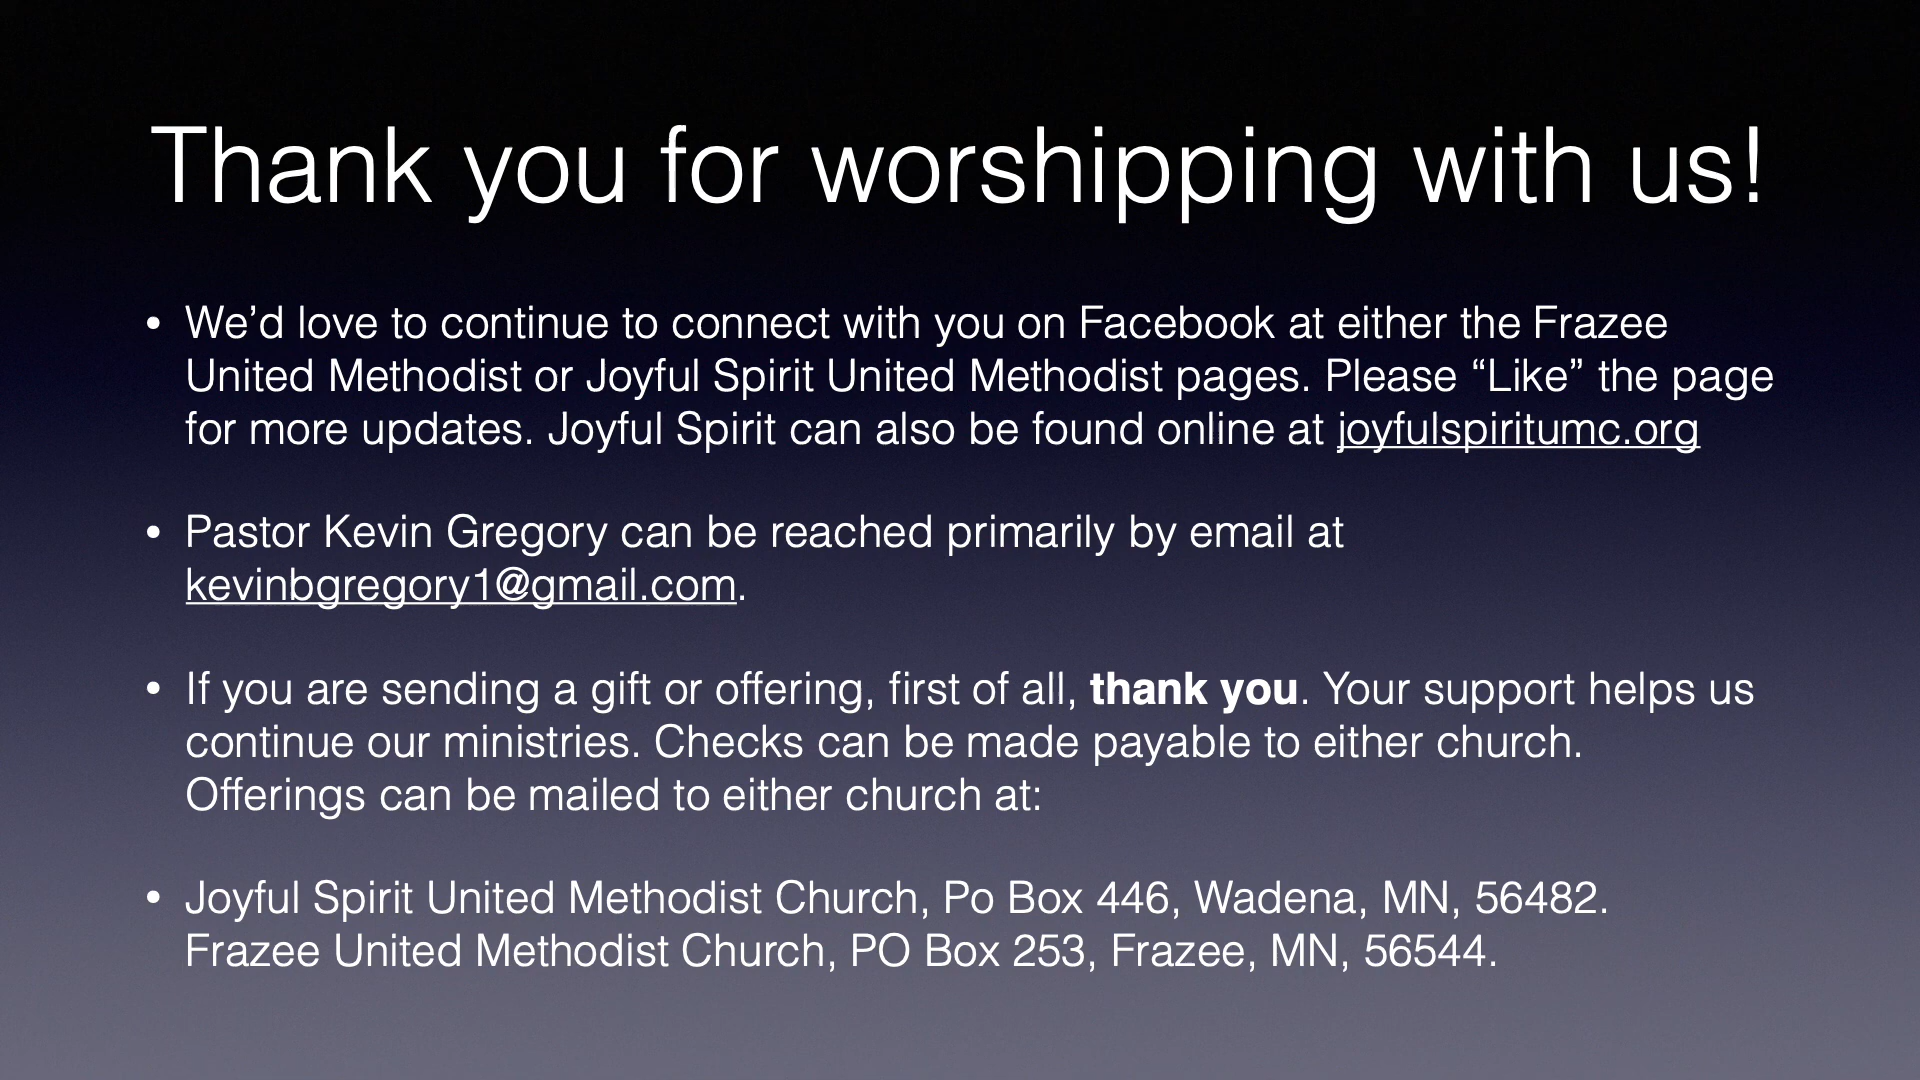 Thank you for worshipping with us!
• We’d love to continue to connect with you on Facebook at either the Frazee
United Methodist or Joyful Spirit United Methodist pages. Please “Like” the page
for more updates. Joyful Spirit can also be found online at joyfulspiritumc.org
• Pastor Kevin Gregory can be reached primarily by email at
kevinbgregory1@gmail.com.
• If you are sending a gift or offering, first of all, thank you. Your support helps us
continue our ministries. Checks can be made payable to either church.
Offerings can be mailed to either church at:
• Joyful Spirit United Methodist Church, Po Box 446, Wadena, MN, 56482.
Frazee United Methodist Church, PO Box 253, Frazee, MN, 56544.